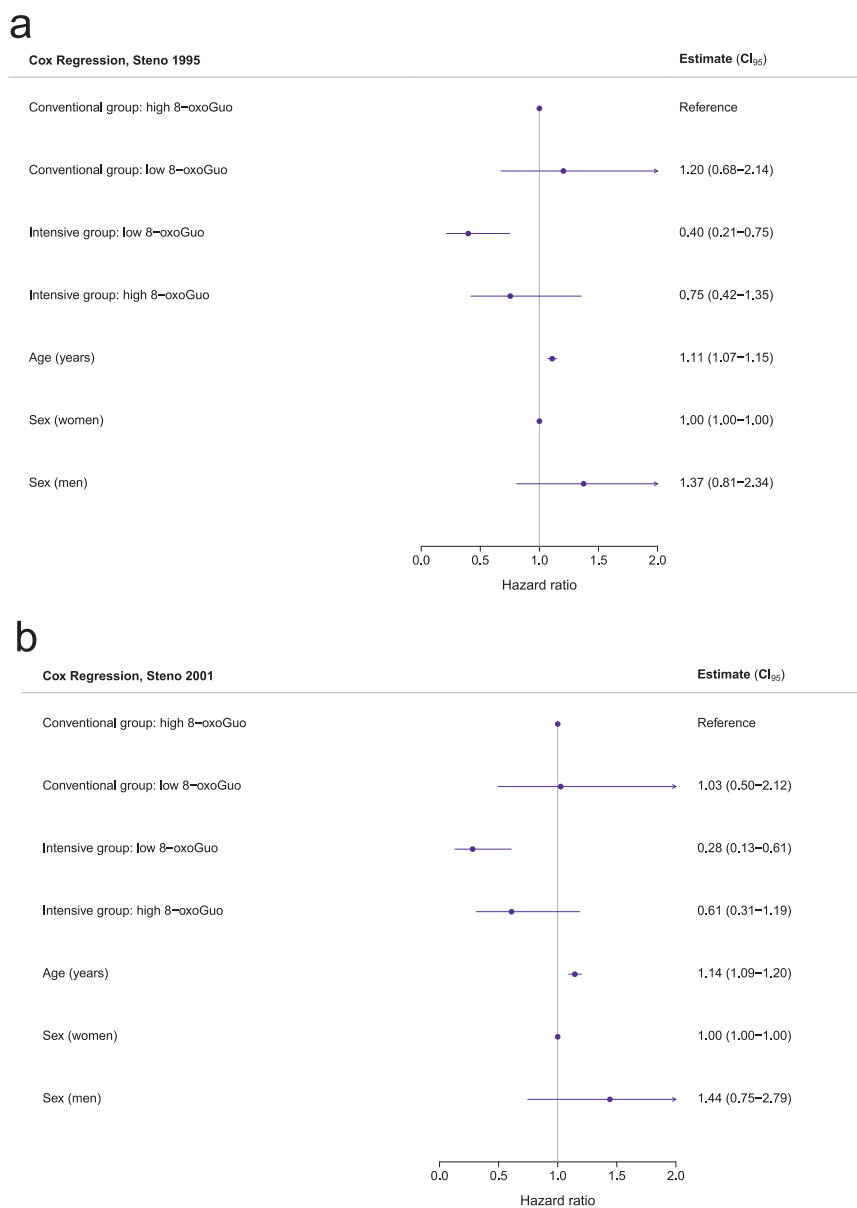 a
Cox Regression, Steno 1995 Estimate (CI95)
Conventional group: high 8−oxoGuo Reference
Conventional group: low 8−oxoGuo 1.20 (0.68−2.14)
Intensive group: low 8−oxoGuo 0.40 (0.21−0.75)
Intensive group: high 8−oxoGuo 0.75 (0.42−1.35)
Age (years) 1.11 (1.07−1.15)
Sex (women) 1.00 (1.00−1.00)
Sex (men) 1.37 (0.81−2.34)
0.0 0.5 1.0 1.5 2.0
Hazard ratio
b
Cox Regression, Steno 2001 Estimate (CI95)
Conventional group: high 8−oxoGuo Reference
Conventional group: low 8−oxoGuo 1.03 (0.50−2.12)
Intensive group: low 8−oxoGuo 0.28 (0.13−0.61)
Intensive group: high 8−oxoGuo 0.61 (0.31−1.19)
Age (years) 1.14 (1.09−1.20)
Sex (women) 1.00 (1.00−1.00)
Sex (men) 1.44 (0.75−2.79)
0.0 0.5 1.0 1.5 2.0
Hazard ratio